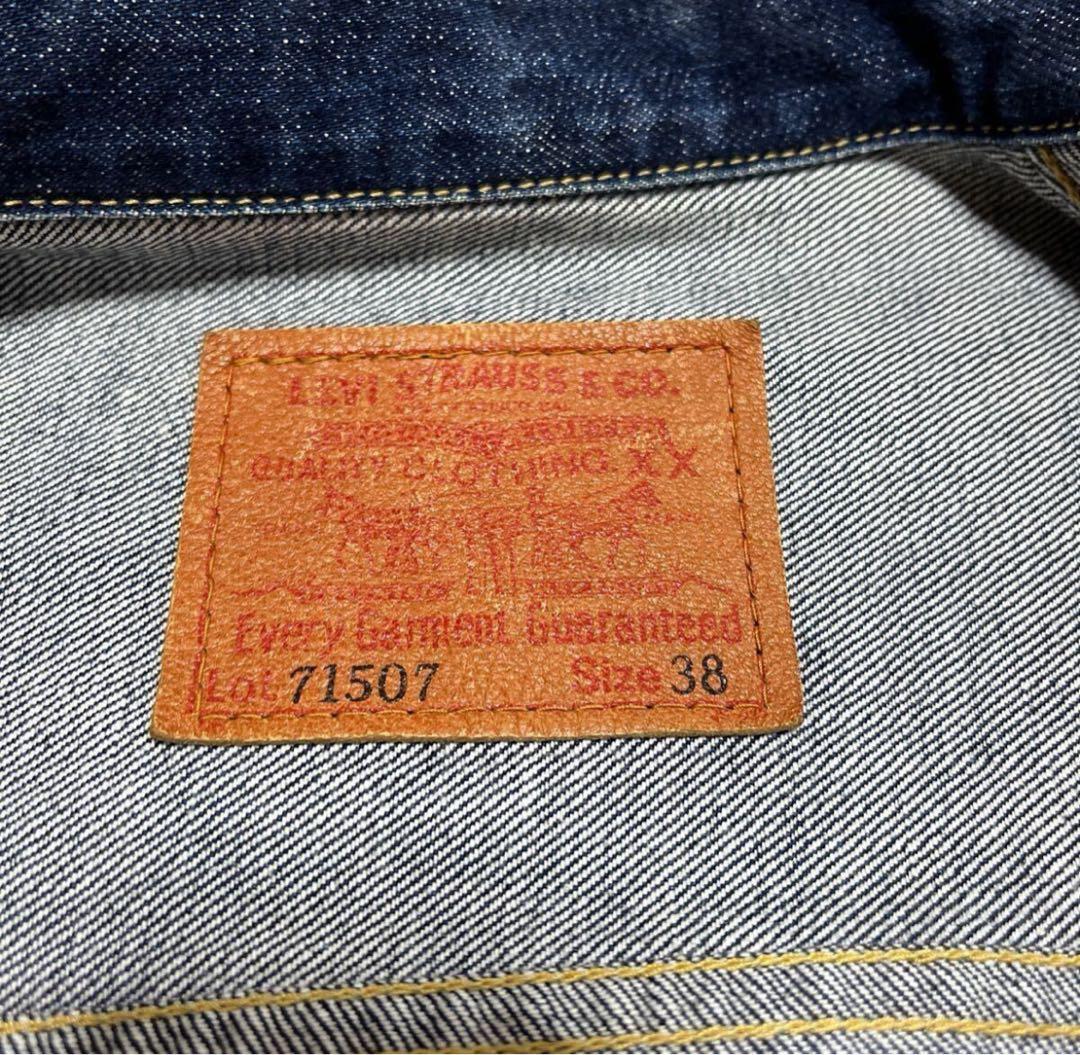 LEVI STRAUSS & CO.
QUALITY CLOTHING XX
Every Garment Guaranteed
Lot 71507 Size 38